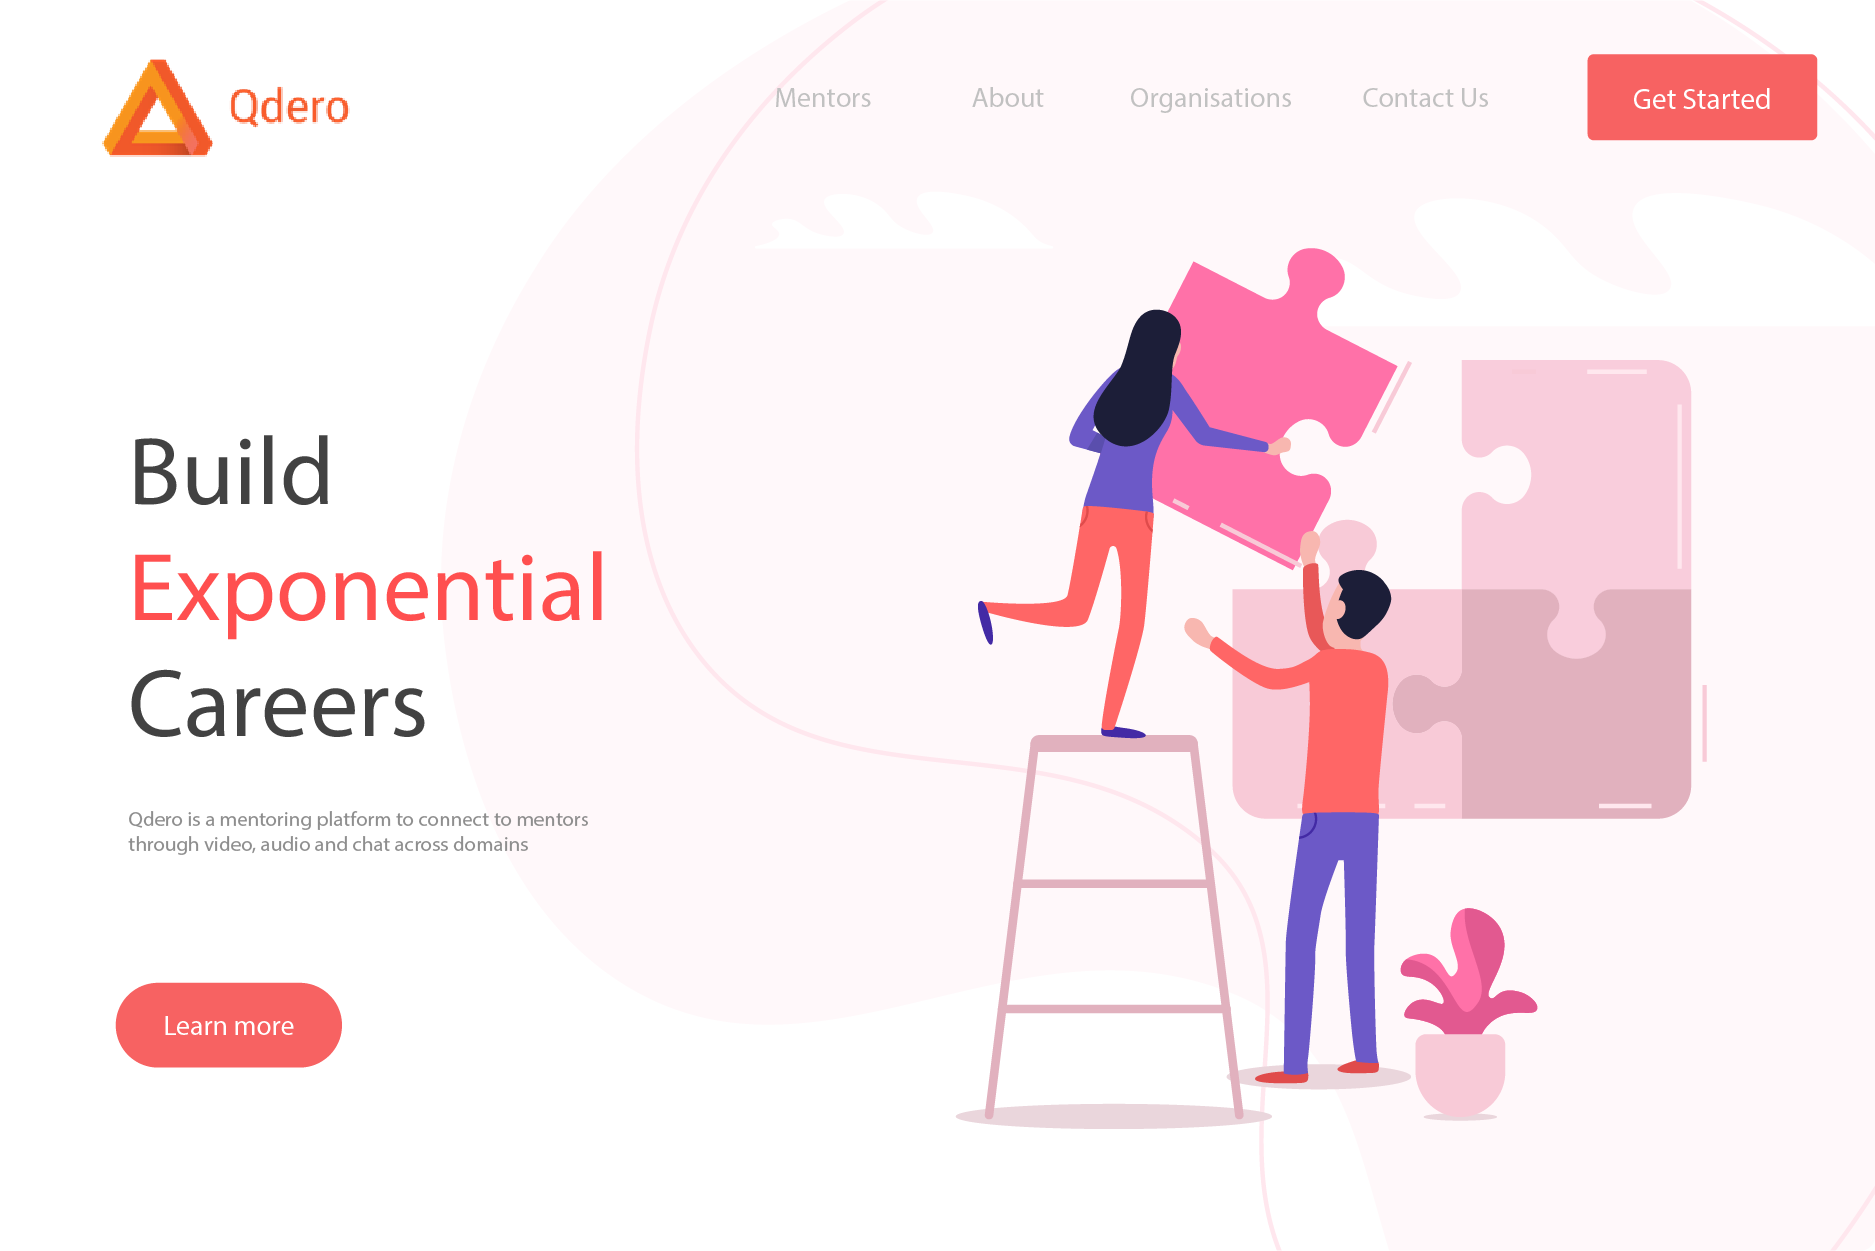 Qdero
Mentors
About
Organisations
Contact Us
Get Started
Build
Exponential
Careers
Qdero is a mentoring platform to connect to mentors
through video, audio and chat across domains
Learn more